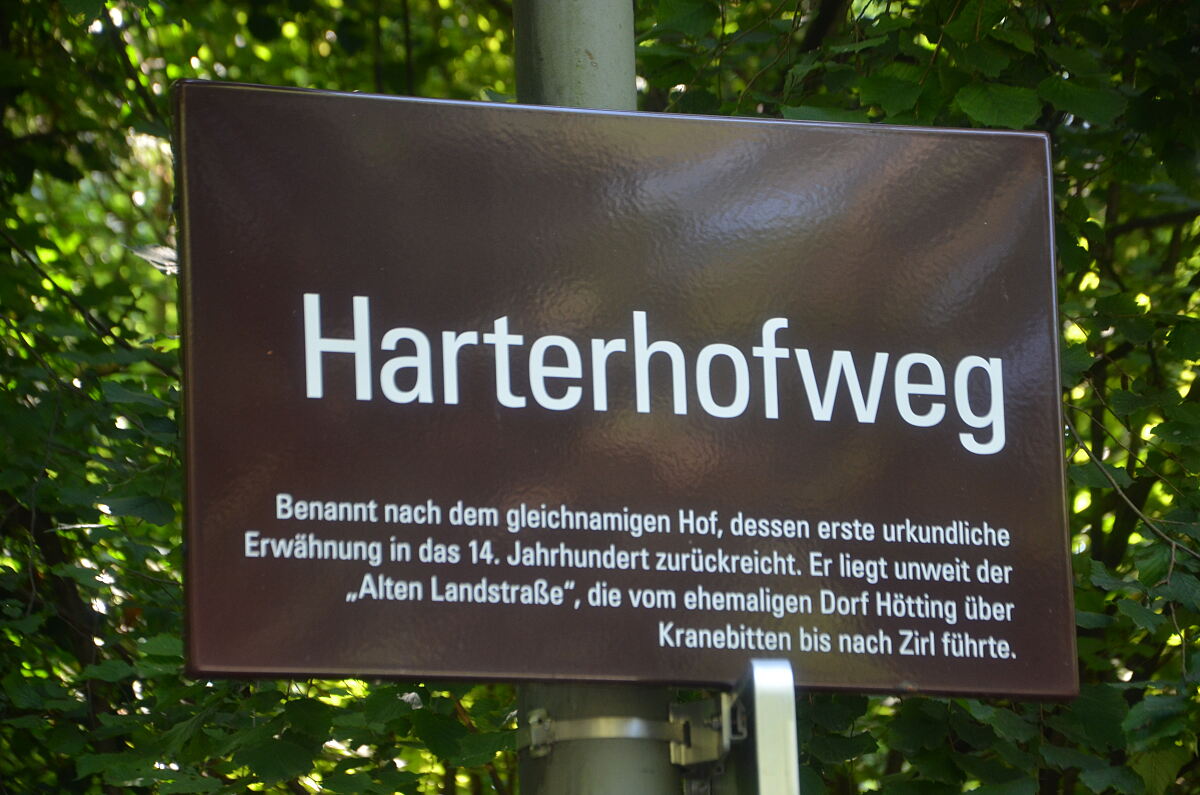 Harterhofweg
Benannt nach dem gleichnamigen Hof, dessen erste urkundliche
Erwähnung in das 14. Jahrhundert zurückreicht. Er liegt unweit der
„Alten Landstraße“, die vom ehemaligen Dorf Hötting über
Kranebitten bis nach Zirl führte.